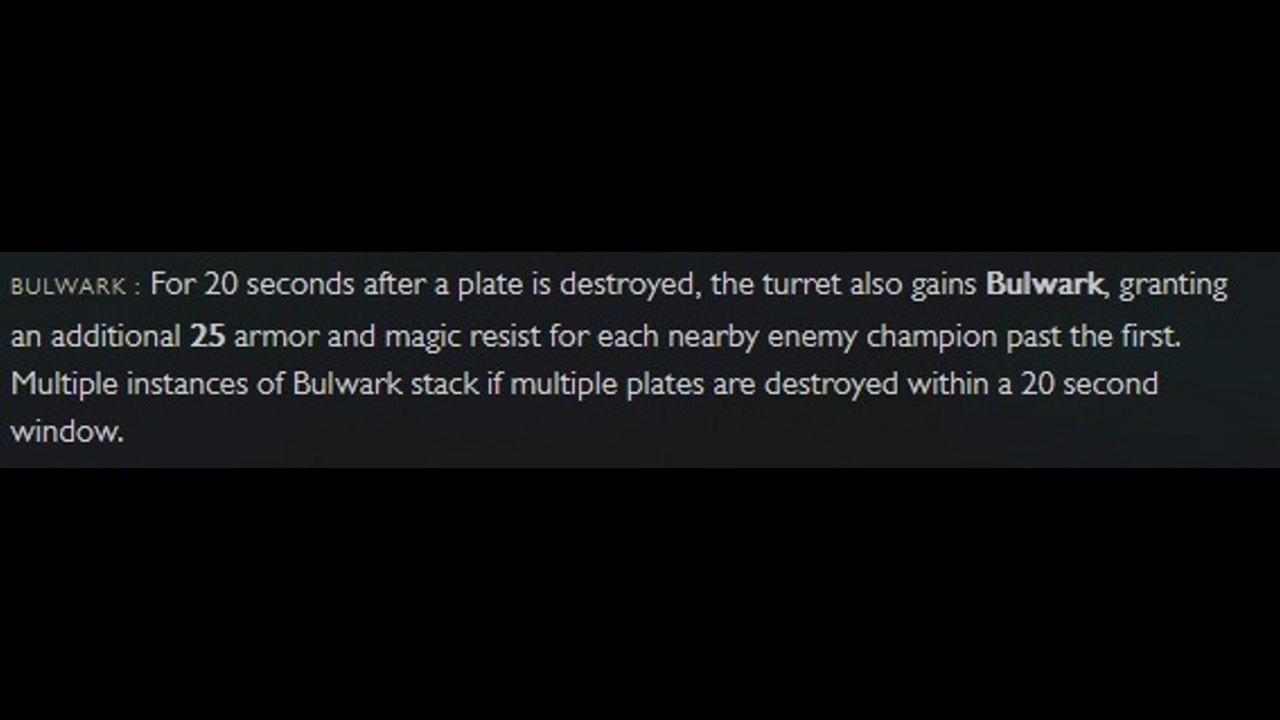 BULWARK : For 20 seconds after a plate is destroyed, the turret also gains Bulwark, granting
an additional 25 armor and magic resist for each nearby enemy champion past the first.
Multiple instances of Bulwark stack if multiple plates are destroyed within a 20 second
window.